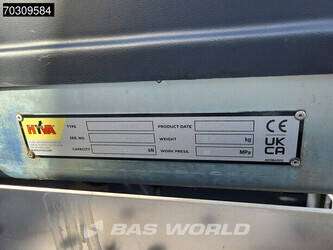 70309584
HYVA
TYPE
PRODUCT DATE
SER. NO.
WEIGHT
kg
CAPACITY
kN
WORK PRESS.
MPa
CE
UK
CA
BAS WORLD